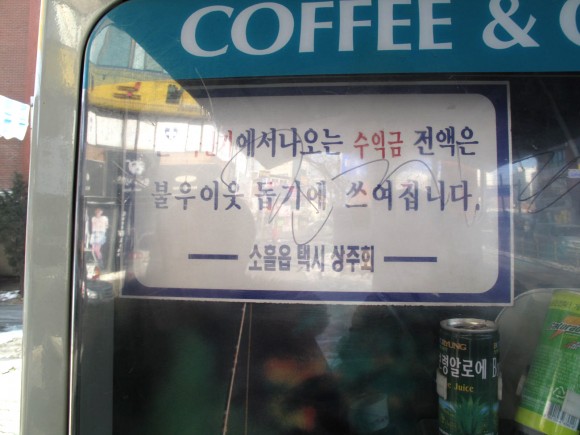 COFFEE &
에서나오는 수익금 전액은
불우이웃 돕기에 쓰여집니다.
소흘읍 택시 상주회
알로에
Juice